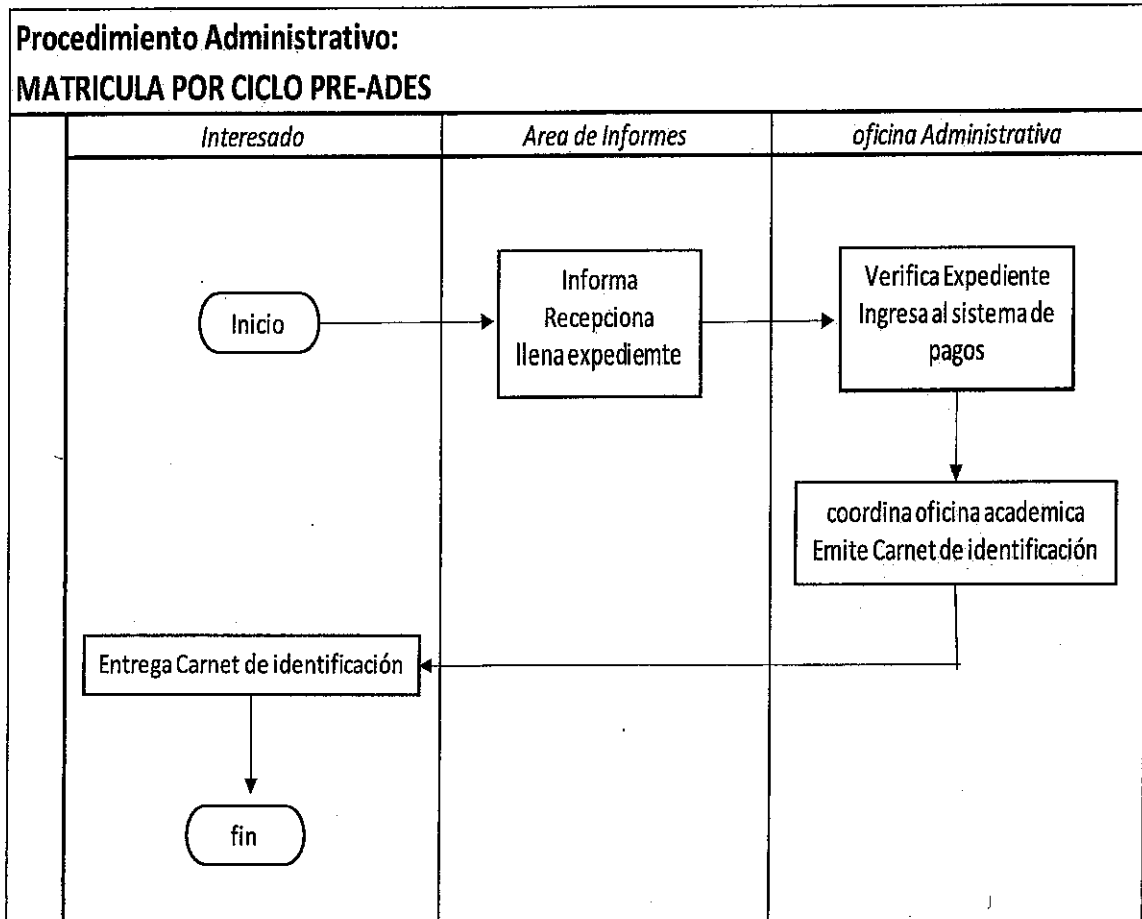 Procedimiento Administrativo:
MATRICULA POR CICLO PRE-ADES
Interesado
Area de Informes
oficina Administrativa
Inicio
Informa
Recepciona
llena expediemte
Verifica Expediente
Ingresa al sistema de
pagos
coordina oficina academica
Emite Carnet de identificación
Entrega Carnet de identificación
fin